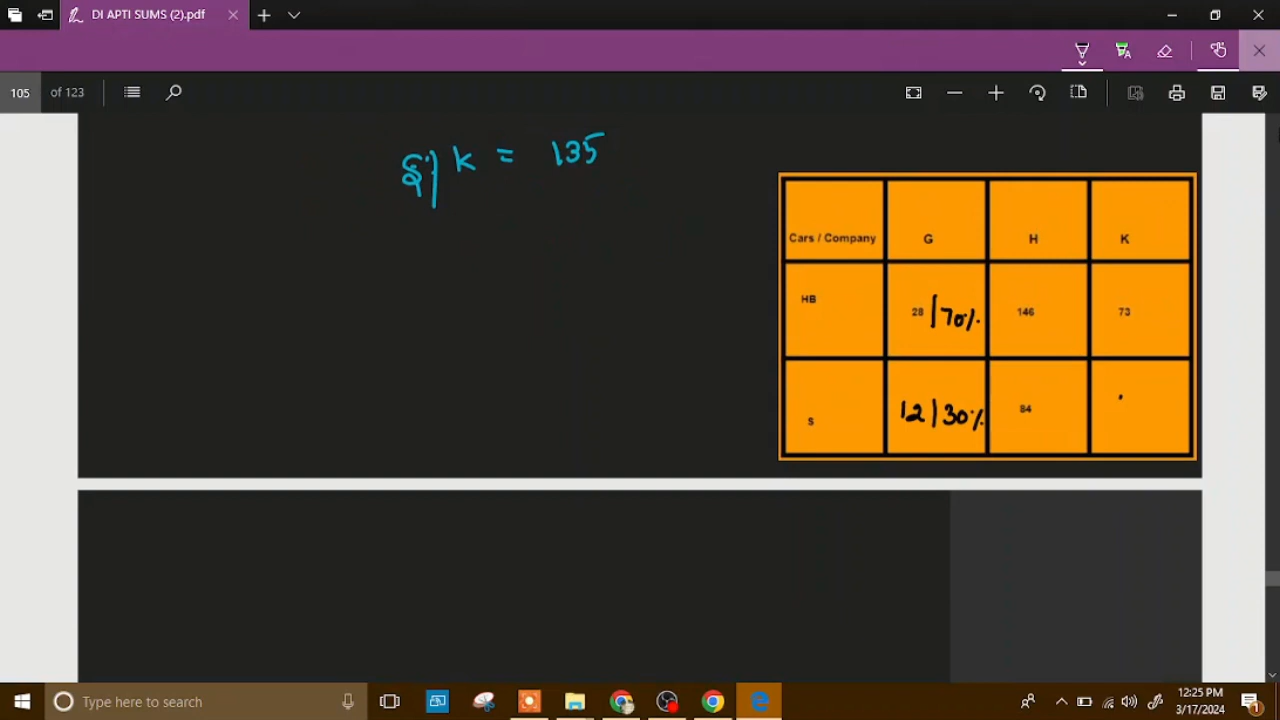 DI APTI SUMS (2).pdf
105 of 123
S) K = 135
Cars / Company G H K
HB 28 | 70% 146 73
S 12 | 30% 84
Type here to search
12:25 PM
3/17/2024